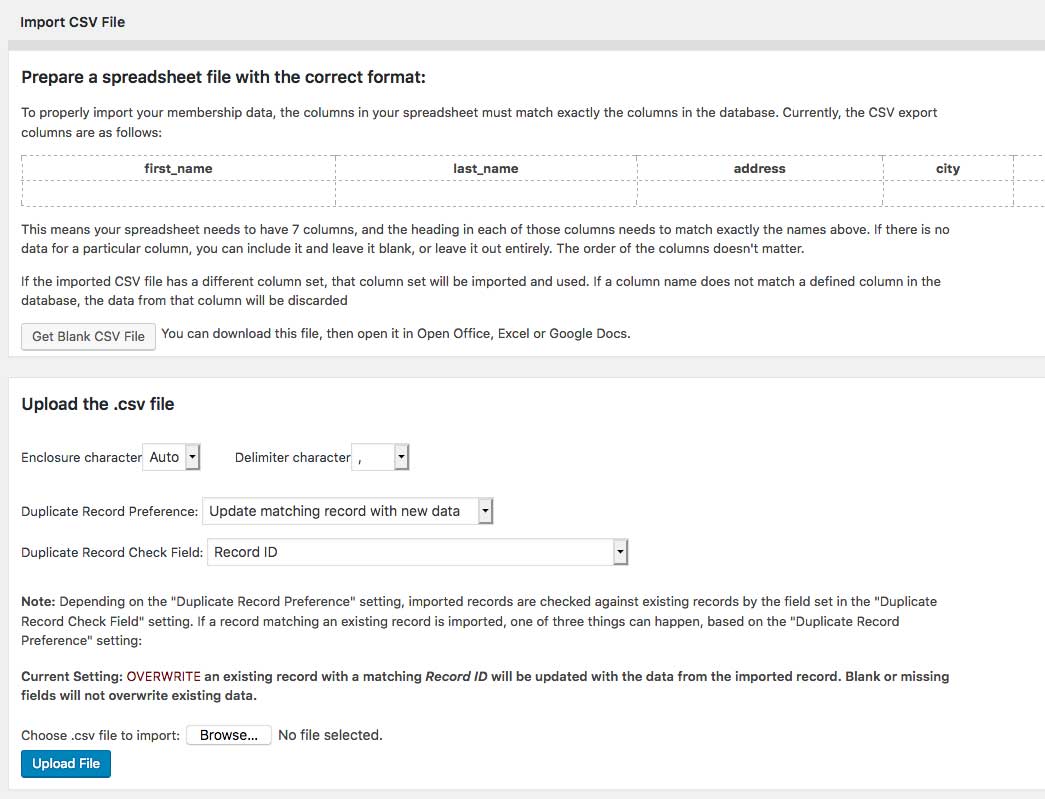 Import CSV File
Prepare a spreadsheet file with the correct format:
To properly import your membership data, the columns in your spreadsheet must match exactly the columns in the database. Currently, the CSV export
columns are as follows:
first_name last_name address city
This means your spreadsheet needs to have 7 columns, and the heading in each of those columns needs to match exactly the names above. If there is no
data for a particular column, you can include it and leave it blank, or leave it out entirely. The order of the columns doesn't matter.
If the imported CSV file has a different column set, that column set will be imported and used. If a column name does not match a defined column in the
database, the data from that column will be discarded
Get Blank CSV File You can download this file, then open it in Open Office, Excel or Google Docs.
Upload the .csv file
Enclosure character Auto Delimiter character ,
Duplicate Record Preference: Update matching record with new data
Duplicate Record Check Field: Record ID
Note: Depending on the "Duplicate Record Preference" setting, imported records are checked against existing records by the field set in the "Duplicate
Record Check Field" setting. If a record matching an existing record is imported, one of three things can happen, based on the "Duplicate Record
Preference" setting:
Current Setting: OVERWRITE an existing record with a matching Record ID will be updated with the data from the imported record. Blank or missing
fields will not overwrite existing data.
Choose .csv file to import: Browse... No file selected.
Upload File